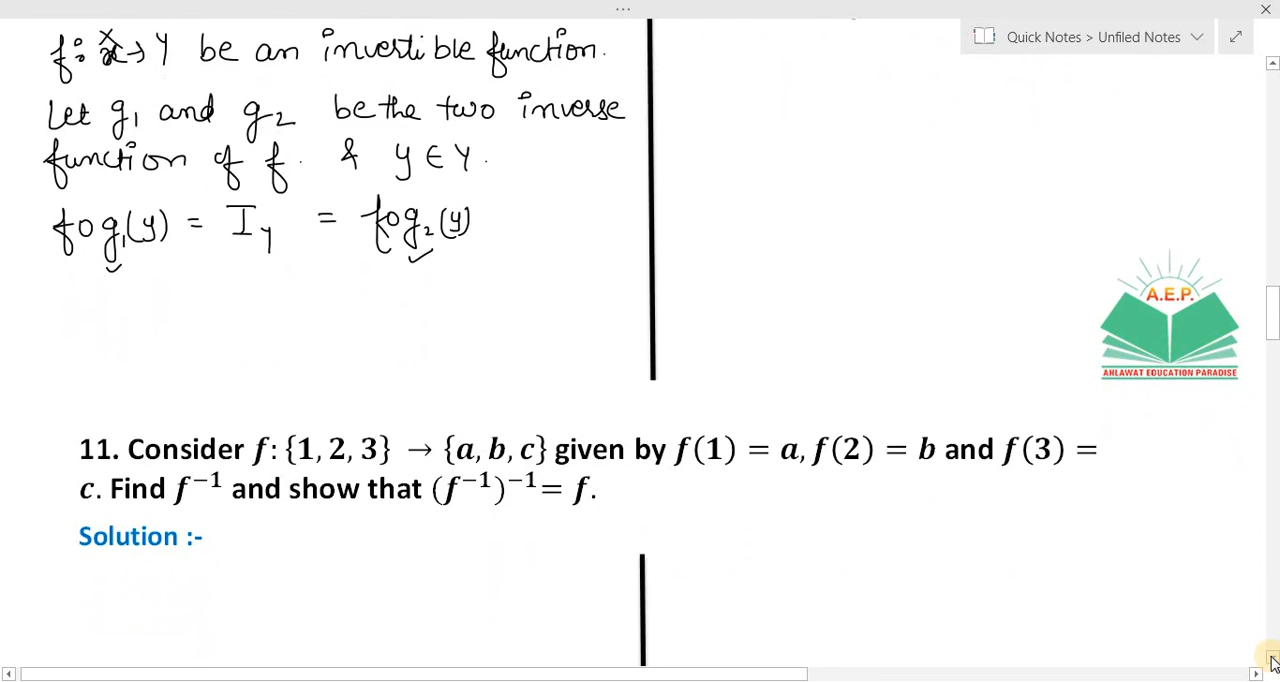 Quick Notes > Unfiled Notes
f: X → Y be an invertible function.
Let g₁ and g₂ be the two inverse
function of f. & y ∈ Y.
fog₁(y) = I_Y = fog₂(y)
A.E.P.
AHLAWAT EDUCATION PARADISE
11. Consider f: {1, 2, 3} → {a, b, c} given by f(1) = a, f(2) = b and f(3) =
c. Find f⁻¹ and show that (f⁻¹)⁻¹= f.
Solution :-